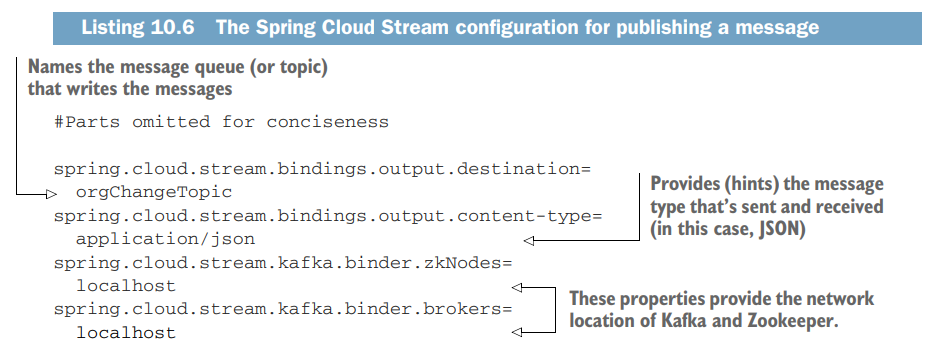 Listing 10.6 The Spring Cloud Stream configuration for publishing a message
Names the message queue (or topic)
that writes the messages
#Parts omitted for conciseness
spring.cloud.stream.bindings.output.destination=
orgChangeTopic
spring.cloud.stream.bindings.output.content-type=
application/json
Provides (hints) the message
type that's sent and received
(in this case, JSON)
spring.cloud.stream.kafka.binder.zkNodes=
localhost
spring.cloud.stream.kafka.binder.brokers=
localhost
These properties provide the network
location of Kafka and Zookeeper.